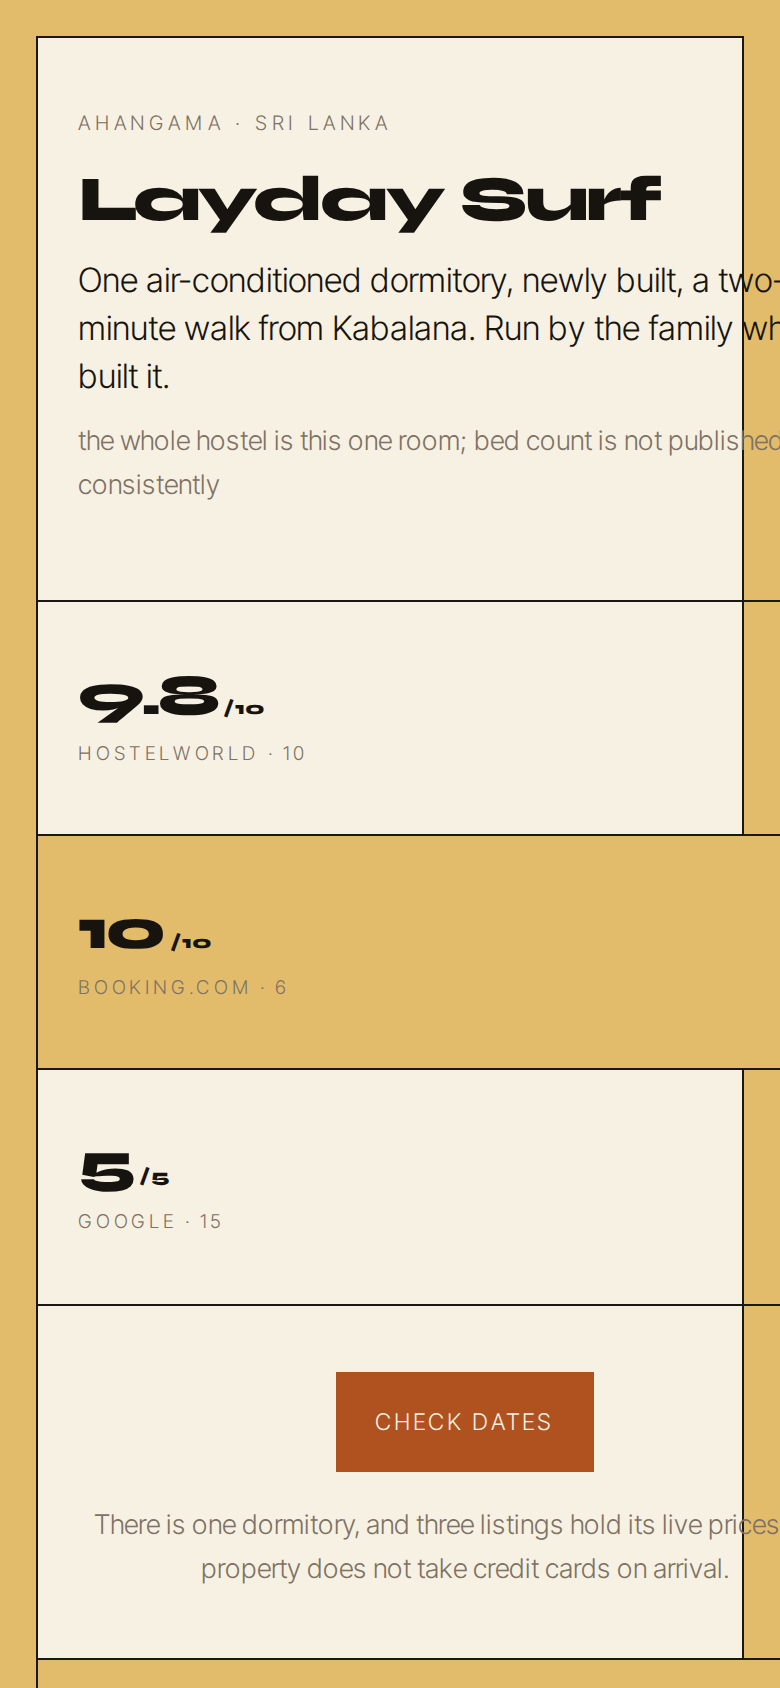 AHANGAMA · SRI LANKA
Layday Surf
One air-conditioned dormitory, newly built, a two-
minute walk from Kabalana. Run by the family
built it.
the whole hostel is this one room; bed count is not published
consistently
9.8/10
HOSTELWORLD · 10
10/10
BOOKING.COM · 6
5/5
GOOGLE · 15
CHECK DATES
There is one dormitory, and three listings hold its live prices
property does not take credit cards on arrival.